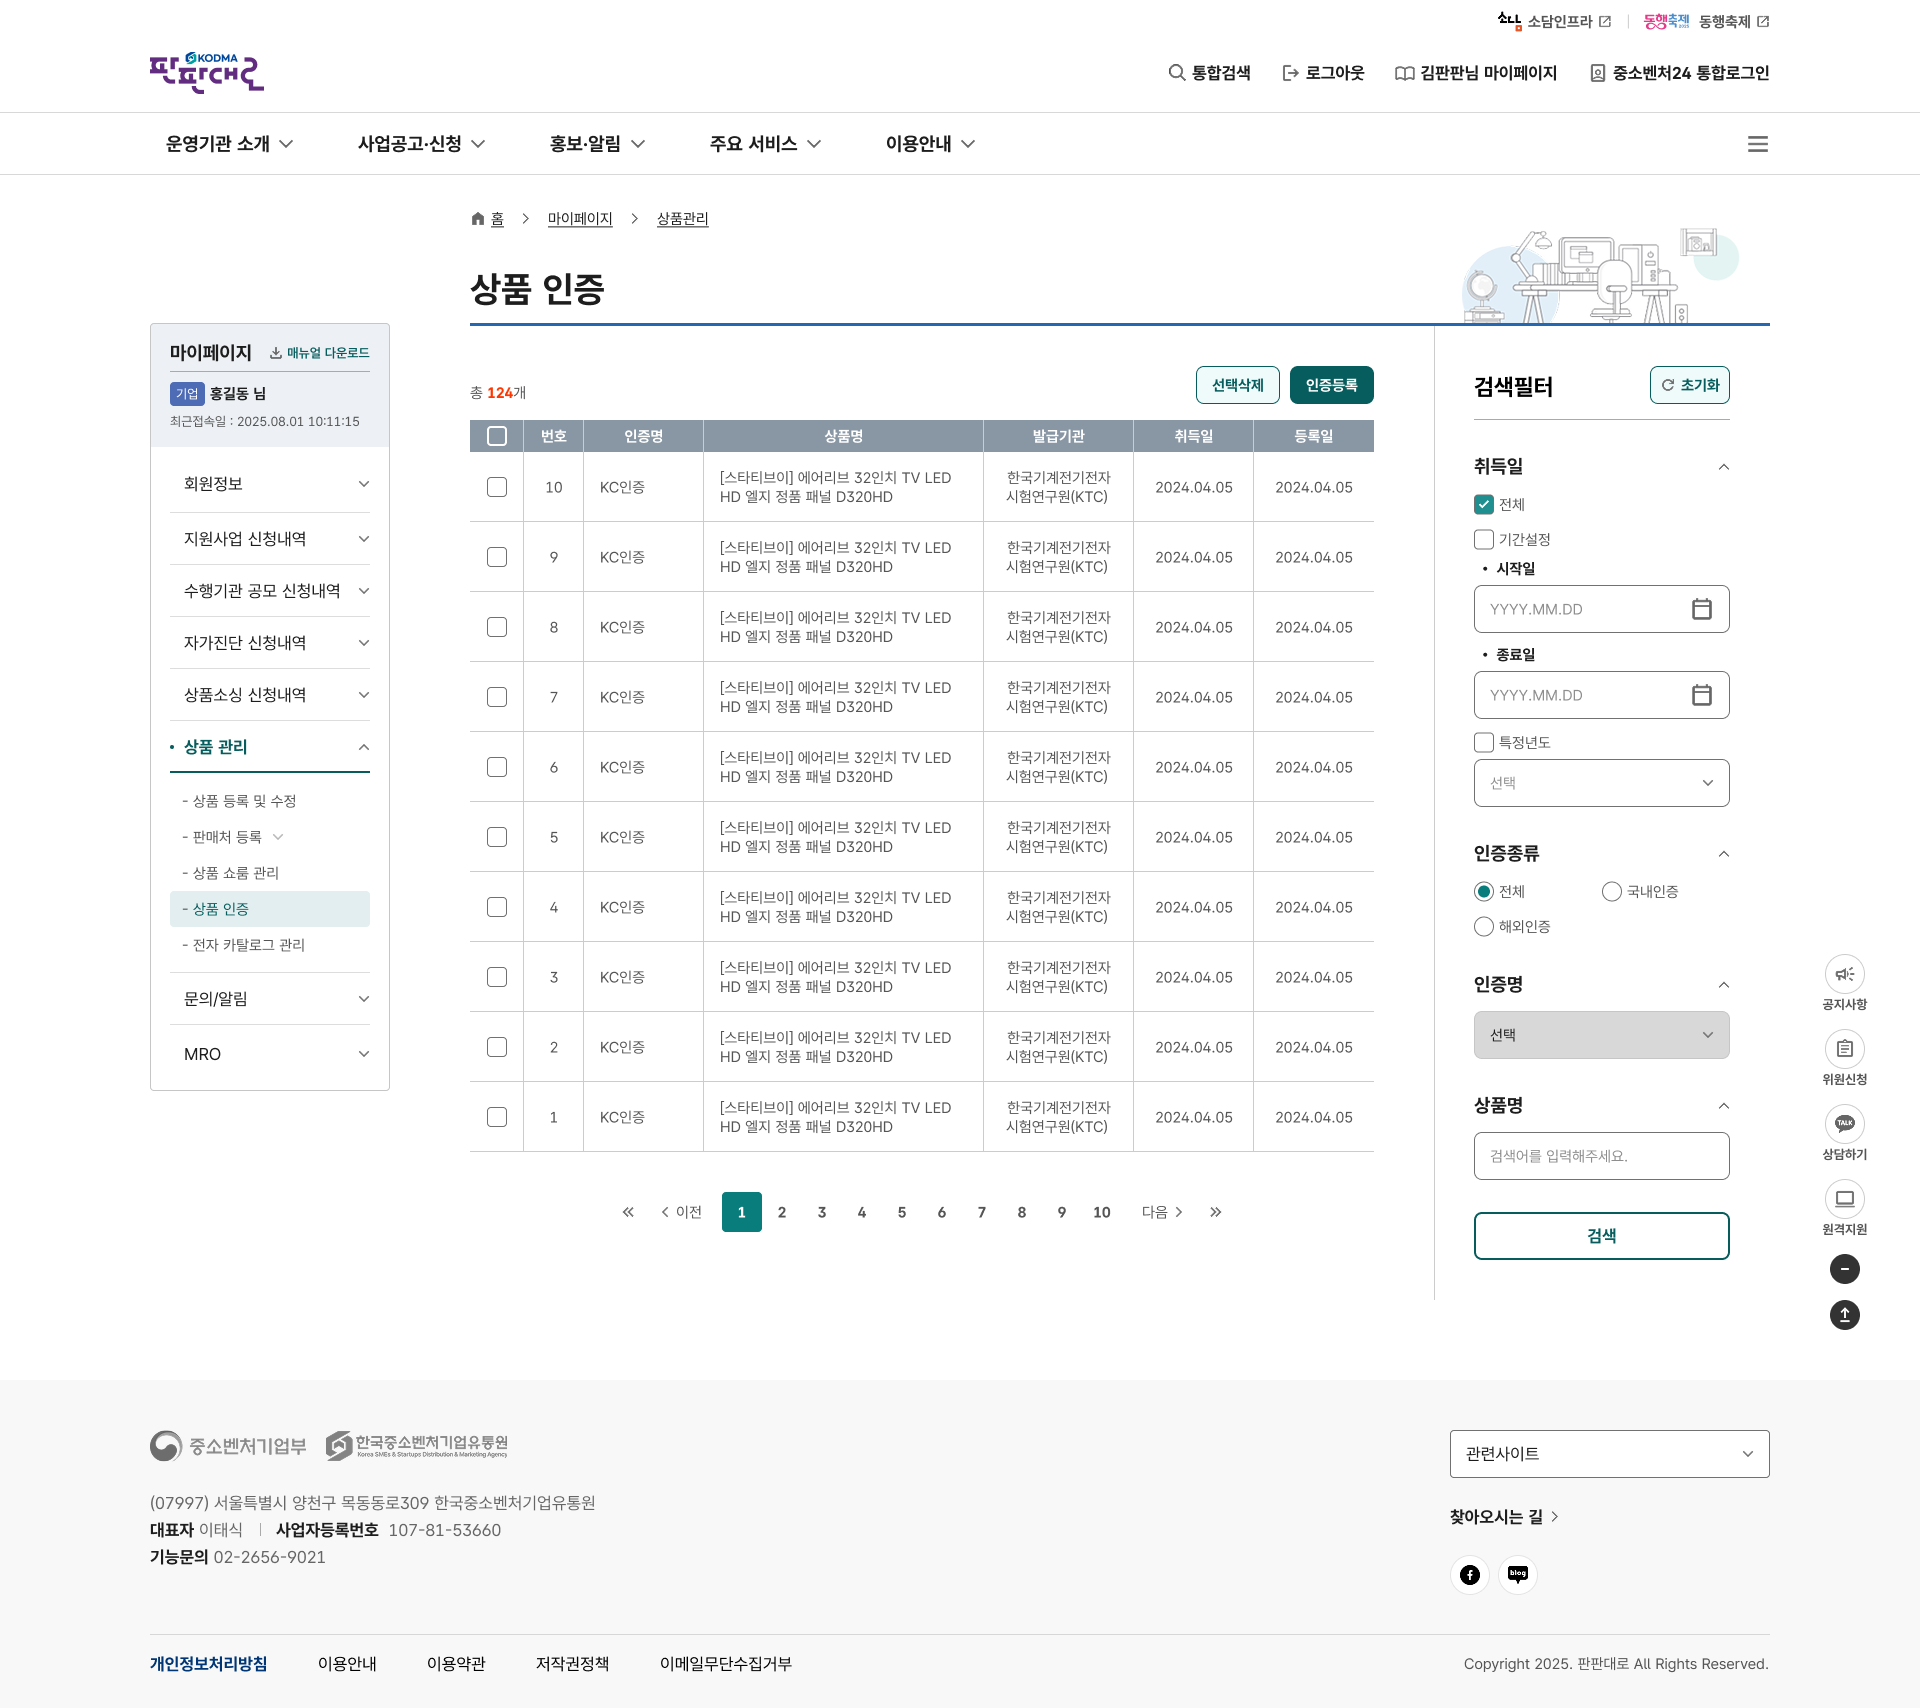 소담인프라
동행축제 동행축제
KODMA
판판대로
통합검색
로그아웃
김판판님 마이페이지
중소벤처24 통합로그인
운영기관 소개
사업공고·신청
홍보·알림
주요 서비스
이용안내
홈
마이페이지
상품관리
상품 인증
마이페이지
매뉴얼 다운로드
기업 홍길동 님
최근접속일 : 2025.08.01 10:11:15
회원정보
지원사업 신청내역
수행기관 공모 신청내역
자가진단 신청내역
상품소싱 신청내역
• 상품 관리
- 상품 등록 및 수정
- 판매처 등록
- 상품 쇼룸 관리
- 상품 인증
- 전자 카탈로그 관리
문의/알림
MRO
총 124개
선택삭제
인증등록
번호 인증명 상품명 발급기관 취득일 등록일
10 KC인증 [스타티브이] 에어리브 32인치 TV LED 한국기계전기전자 2024.04.05 2024.04.05
HD 엘지 정품 패널 D320HD 시험연구원(KTC)
9 KC인증 [스타티브이] 에어리브 32인치 TV LED 한국기계전기전자 2024.04.05 2024.04.05
HD 엘지 정품 패널 D320HD 시험연구원(KTC)
8 KC인증 [스타티브이] 에어리브 32인치 TV LED 한국기계전기전자 2024.04.05 2024.04.05
HD 엘지 정품 패널 D320HD 시험연구원(KTC)
7 KC인증 [스타티브이] 에어리브 32인치 TV LED 한국기계전기전자 2024.04.05 2024.04.05
HD 엘지 정품 패널 D320HD 시험연구원(KTC)
6 KC인증 [스타티브이] 에어리브 32인치 TV LED 한국기계전기전자 2024.04.05 2024.04.05
HD 엘지 정품 패널 D320HD 시험연구원(KTC)
5 KC인증 [스타티브이] 에어리브 32인치 TV LED 한국기계전기전자 2024.04.05 2024.04.05
HD 엘지 정품 패널 D320HD 시험연구원(KTC)
4 KC인증 [스타티브이] 에어리브 32인치 TV LED 한국기계전기전자 2024.04.05 2024.04.05
HD 엘지 정품 패널 D320HD 시험연구원(KTC)
3 KC인증 [스타티브이] 에어리브 32인치 TV LED 한국기계전기전자 2024.04.05 2024.04.05
HD 엘지 정품 패널 D320HD 시험연구원(KTC)
2 KC인증 [스타티브이] 에어리브 32인치 TV LED 한국기계전기전자 2024.04.05 2024.04.05
HD 엘지 정품 패널 D320HD 시험연구원(KTC)
1 KC인증 [스타티브이] 에어리브 32인치 TV LED 한국기계전기전자 2024.04.05 2024.04.05
HD 엘지 정품 패널 D320HD 시험연구원(KTC)
이전 1 2 3 4 5 6 7 8 9 10 다음
검색필터
초기화
취득일
전체
기간설정
• 시작일
YYYY.MM.DD
• 종료일
YYYY.MM.DD
특정년도
선택
인증종류
전체 국내인증
해외인증
인증명
선택
상품명
검색어를 입력해주세요.
검색
공지사항
위원신청
TALK
상담하기
원격지원
중소벤처기업부
한국중소벤처기업유통원
Korea SMEs & Startups Distribution & Marketing Agency
(07997) 서울특별시 양천구 목동동로309 한국중소벤처기업유통원
대표자 이태식 사업자등록번호 107-81-53660
기능문의 02-2656-9021
관련사이트
찾아오시는 길
blog
개인정보처리방침
이용안내
이용약관
저작권정책
이메일무단수집거부
Copyright 2025. 판판대로 All Rights Reserved.